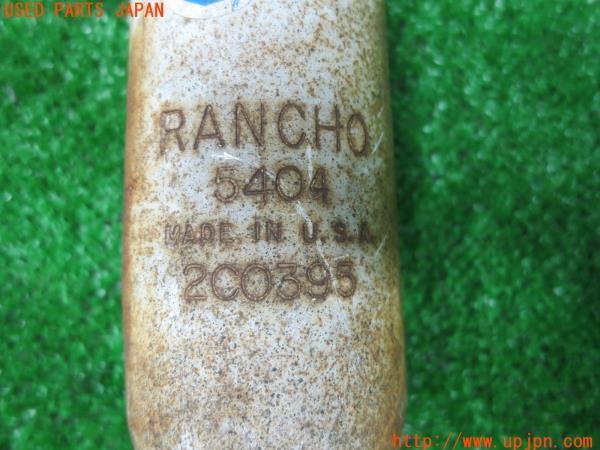 USED PARTS JAPAN
RANCHO
5404
MADE IN U.S.A.
2C0395
http://www.upjpn.com/